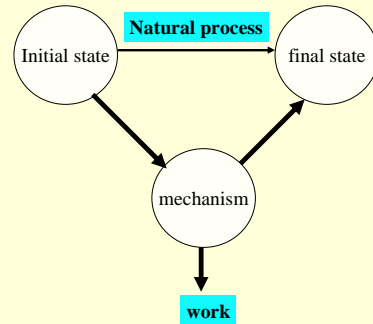 Natural process
Initial state
final state
mechanism
work